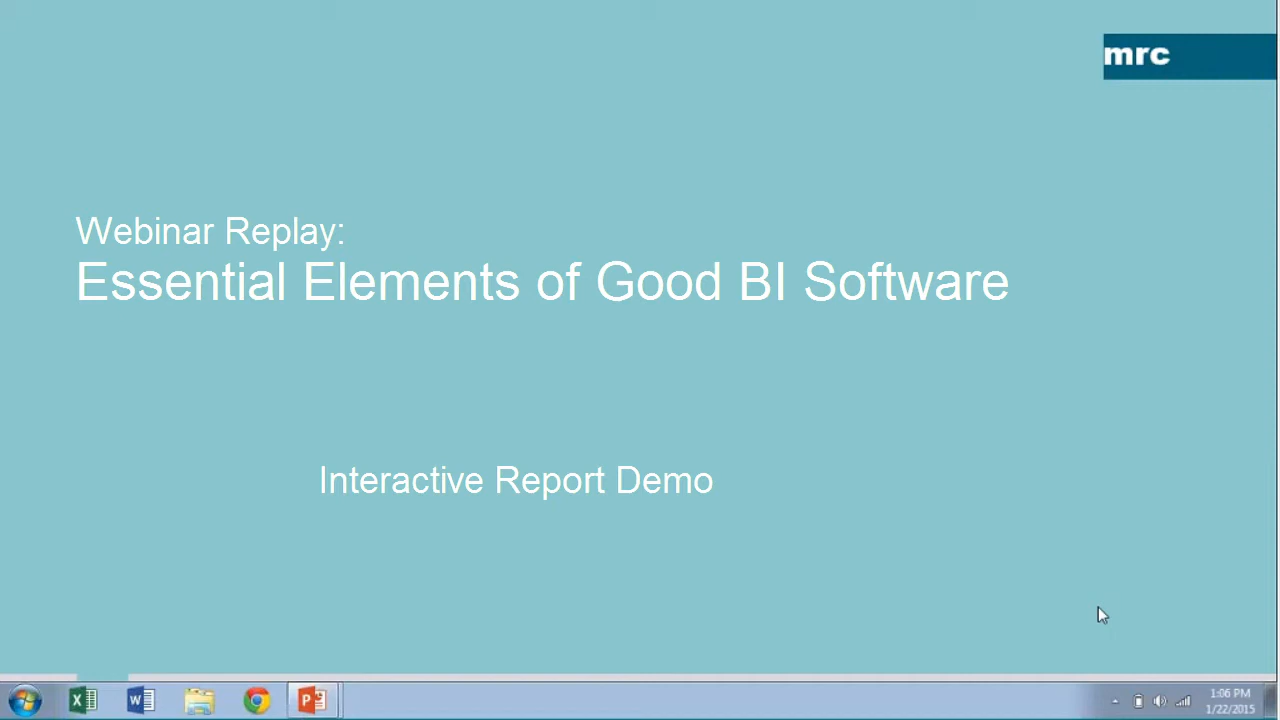 mrc
Webinar Replay:
Essential Elements of Good BI Software
Interactive Report Demo
1:06 PM
1/22/2015